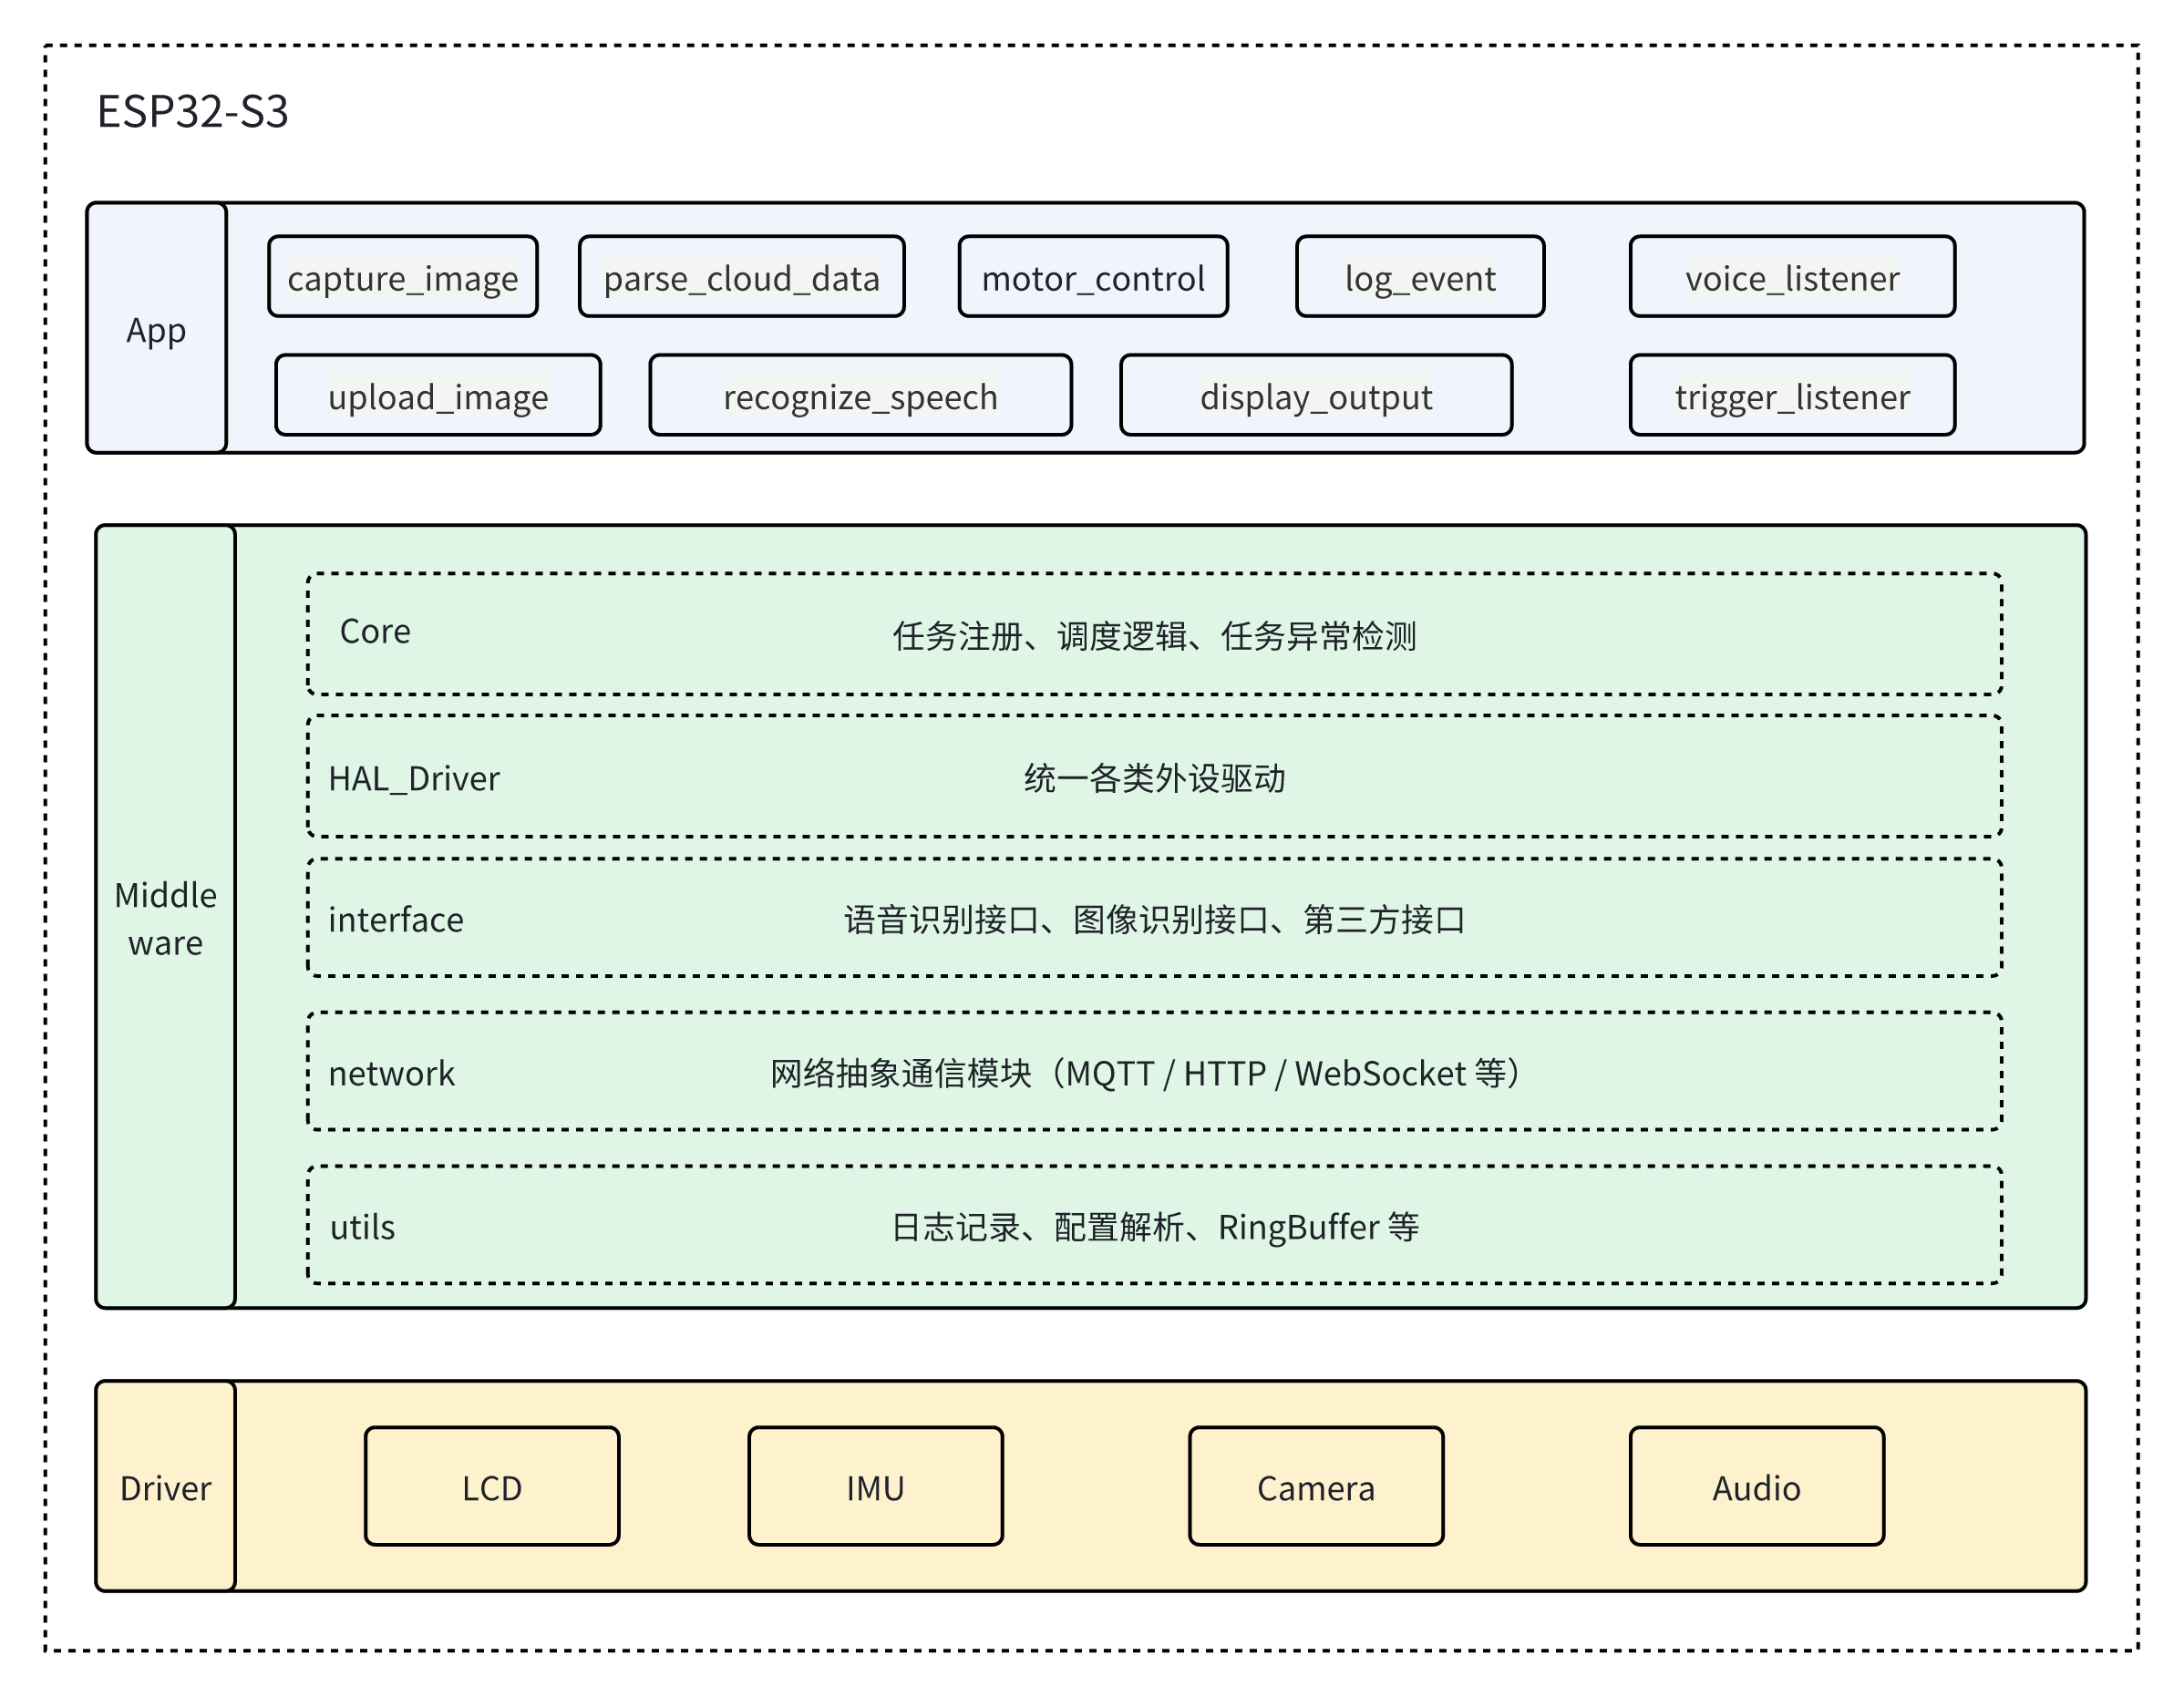 ESP32-S3
App
capture_image
parse_cloud_data
motor_control
log_event
voice_listener
upload_image
recognize_speech
display_output
trigger_listener
Middle
ware
Core
任务注册、调度逻辑、任务异常检测
HAL_Driver
统一各类外设驱动
interface
语音识别接口、图像识别接口、第三方接口
network
网络抽象通信模块（MQTT / HTTP / WebSocket 等）
utils
日志记录、配置解析、RingBuffer 等
Driver
LCD
IMU
Camera
Audio